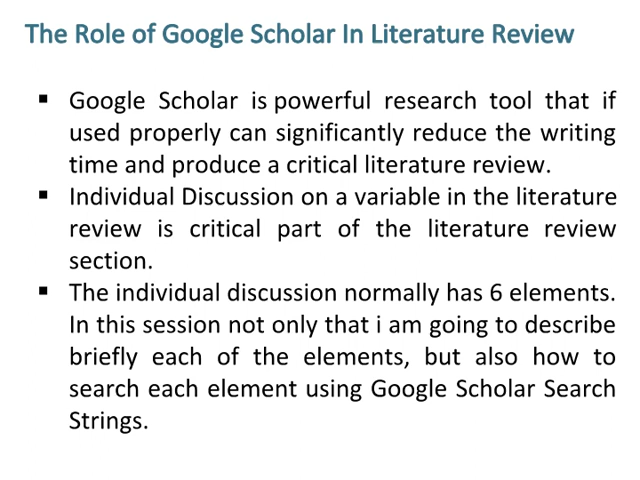 The Role of Google Scholar In Literature Review
▪ Google Scholar is powerful research tool that if
used properly can significantly reduce the writing
time and produce a critical literature review.
▪ Individual Discussion on a variable in the literature
review is critical part of the literature review
section.
▪ The individual discussion normally has 6 elements.
In this session not only that i am going to describe
briefly each of the elements, but also how to
search each element using Google Scholar Search
Strings.